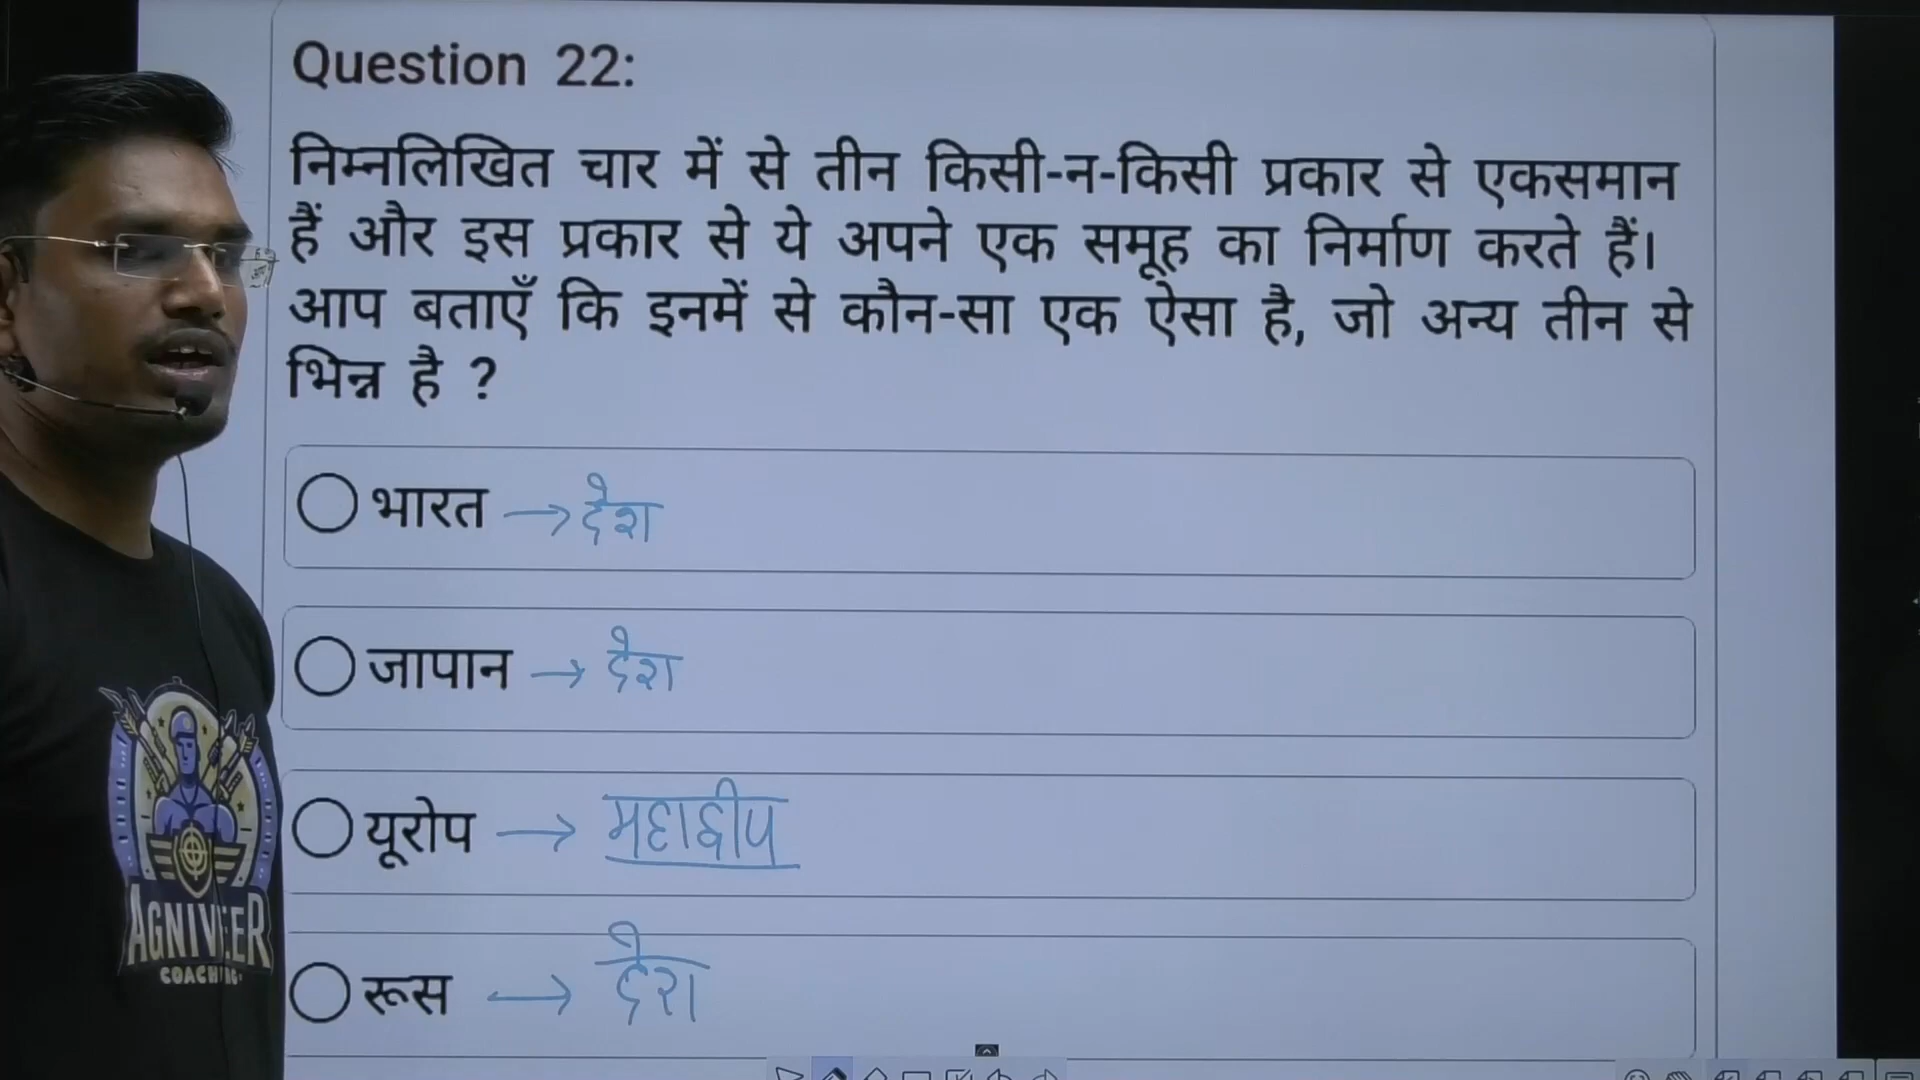 Question 22:
निम्नलिखित चार में से तीन किसी-न-किसी प्रकार से एकसमान
हैं और इस प्रकार से ये अपने एक समूह का निर्माण करते हैं।
आप बताएँ कि इनमें से कौन-सा एक ऐसा है, जो अन्य तीन से
भिन्न है ?
भारत → देश
जापान → देश
यूरोप → महाद्वीप
रूस → देश
AGNIVEER
COACHING